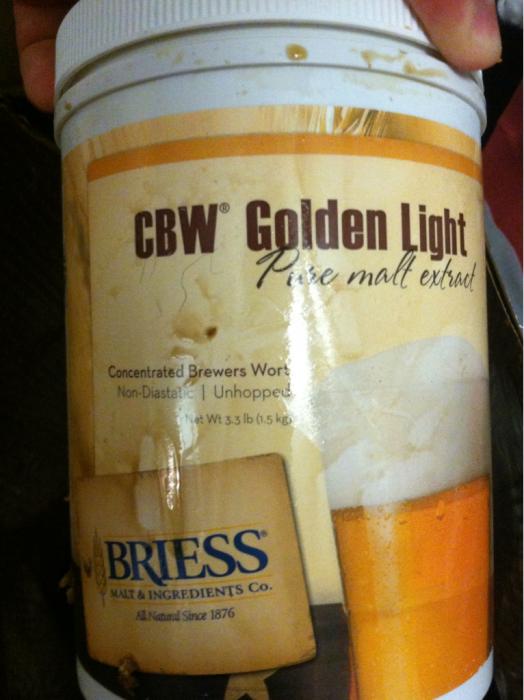 CBW® Golden Light
Pure malt extract
Concentrated Brewers Wort
Non-Diastatic | Unhopped
Net Wt 3.3 lb (1.5 kg)
BRIESS®
MALT & INGREDIENTS CO.
All Natural Since 1876